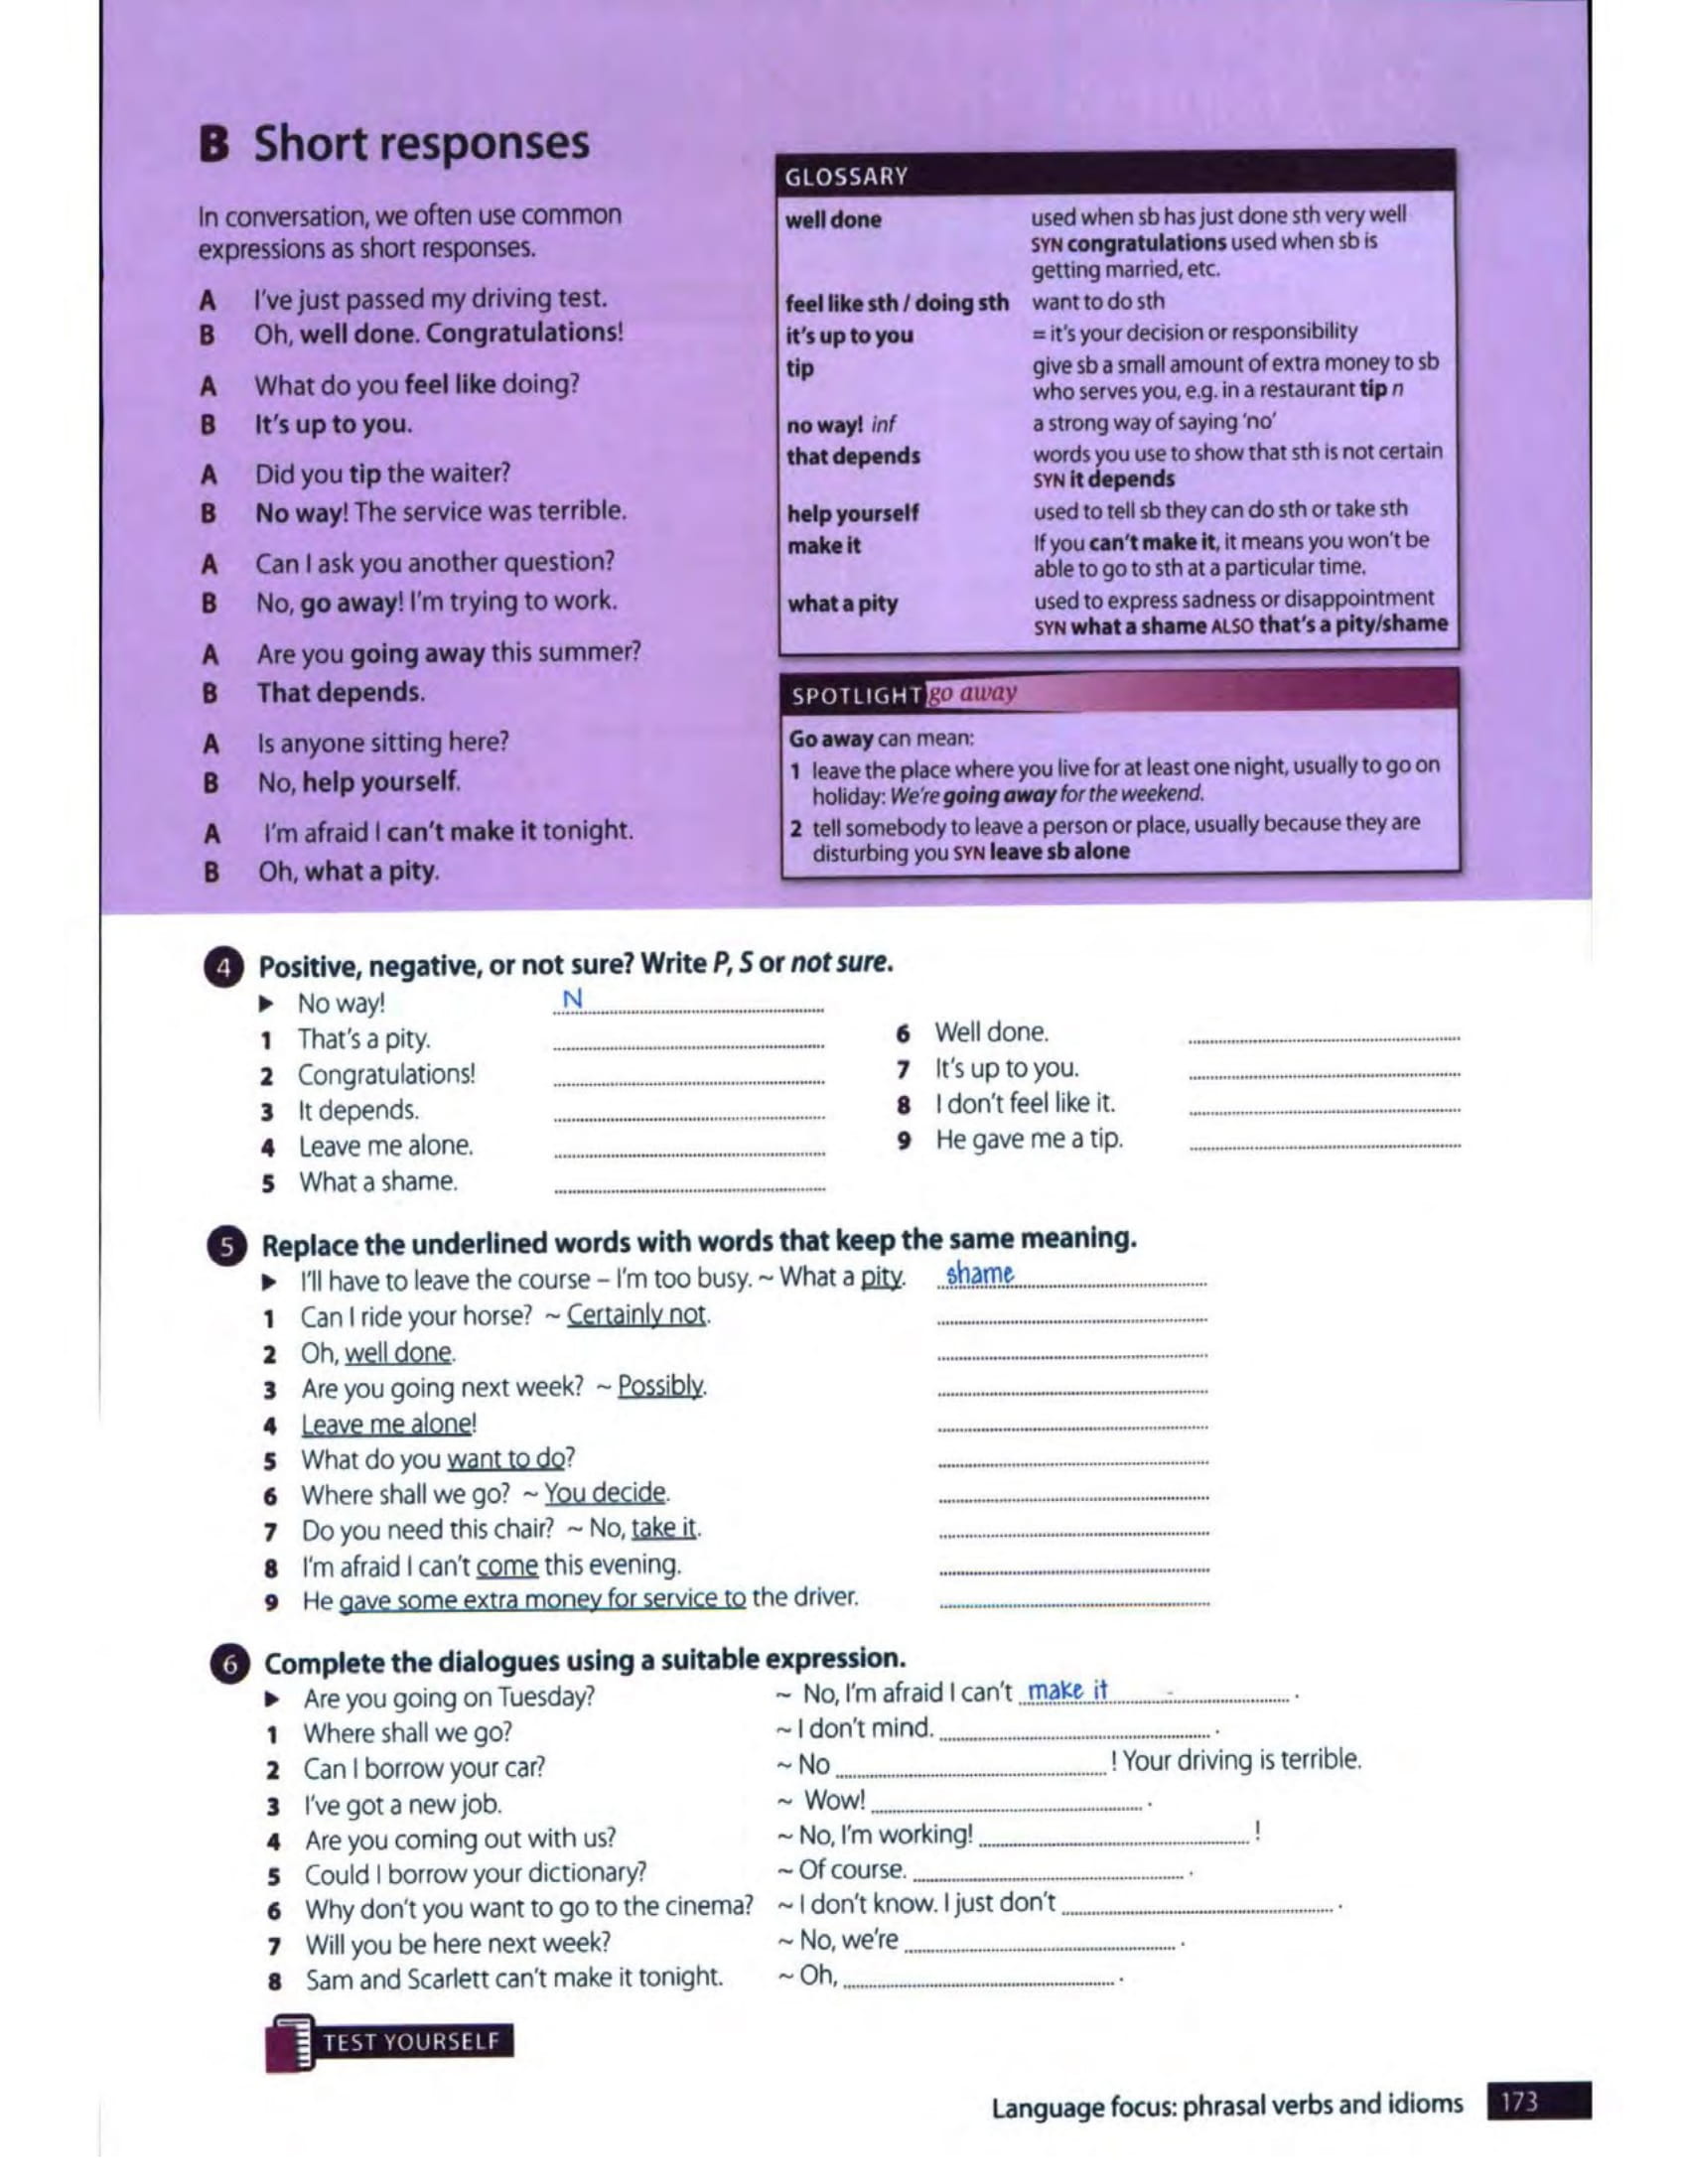 B Short responses
In conversation, we often use common
expressions as short responses.
A I've just passed my driving test.
B Oh, well done. Congratulations!
A What do you feel like doing?
B It's up to you.
A Did you tip the waiter?
B No way! The service was terrible.
A Can I ask you another question?
B No, go away! I'm trying to work.
A Are you going away this summer?
B That depends.
A Is anyone sitting here?
B No, help yourself.
A I'm afraid I can't make it tonight.
B Oh, what a pity.
GLOSSARY
well done used when sb has just done sth very well
SYN congratulations used when sb is
getting married, etc.
feel like sth / doing sth want to do sth
it's up to you = it's your decision or responsibility
tip give sb a small amount of extra money to sb
who serves you, e.g. in a restaurant tip n
no way! inf a strong way of saying 'no'
that depends words you use to show that sth is not certain
SYN it depends
help yourself used to tell sb they can do sth or take sth
make it If you can't make it, it means you won't be
able to go to sth at a particular time.
what a pity used to express sadness or disappointment
SYN what a shame ALSO that's a pity/shame
SPOTLIGHT go away
Go away can mean:
1 leave the place where you live for at least one night, usually to go on
holiday: We're going away for the weekend.
2 tell somebody to leave a person or place, usually because they are
disturbing you SYN leave sb alone
4 Positive, negative, or not sure? Write P, S or not sure.
▶ No way! N
1 That's a pity.
2 Congratulations!
3 It depends.
4 Leave me alone.
5 What a shame.
6 Well done.
7 It's up to you.
8 I don't feel like it.
9 He gave me a tip.
5 Replace the underlined words with words that keep the same meaning.
▶ I'll have to leave the course – I'm too busy. ~ What a pity. shame
1 Can I ride your horse? ~ Certainly not.
2 Oh, well done.
3 Are you going next week? ~ Possibly.
4 Leave me alone!
5 What do you want to do?
6 Where shall we go? ~ You decide.
7 Do you need this chair? ~ No, take it.
8 I'm afraid I can't come this evening.
9 He gave some extra money for service to the driver.
6 Complete the dialogues using a suitable expression.
▶ Are you going on Tuesday? ~ No, I'm afraid I can't make it .
1 Where shall we go? ~ I don't mind. .
2 Can I borrow your car? ~ No ! Your driving is terrible.
3 I've got a new job. ~ Wow! .
4 Are you coming out with us? ~ No, I'm working! !
5 Could I borrow your dictionary? ~ Of course. .
6 Why don't you want to go to the cinema? ~ I don't know. I just don't .
7 Will you be here next week? ~ No, we're .
8 Sam and Scarlett can't make it tonight. ~ Oh, .
TEST YOURSELF
Language focus: phrasal verbs and idioms 173